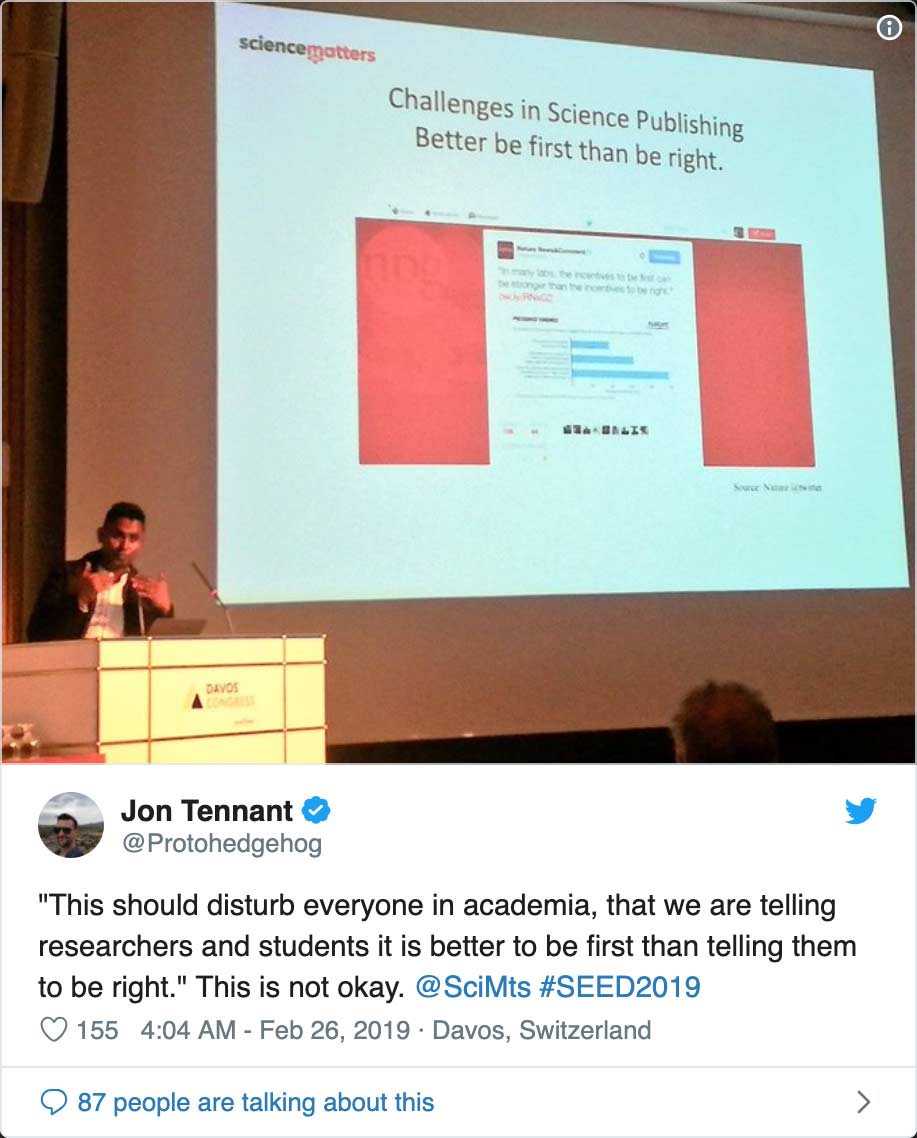 sciencematters
Challenges in Science Publishing
Better be first than be right.
Nature News&Comment
"In many labs, the incentives to be first can
be stronger than the incentives to be right."
Source: Nature @twitter
DAVOS
CONGRESS
Jon Tennant
@Protohedgehog
"This should disturb everyone in academia, that we are telling
researchers and students it is better to be first than telling them
to be right." This is not okay. @SciMts #SEED2019
155 4:04 AM - Feb 26, 2019 · Davos, Switzerland
87 people are talking about this